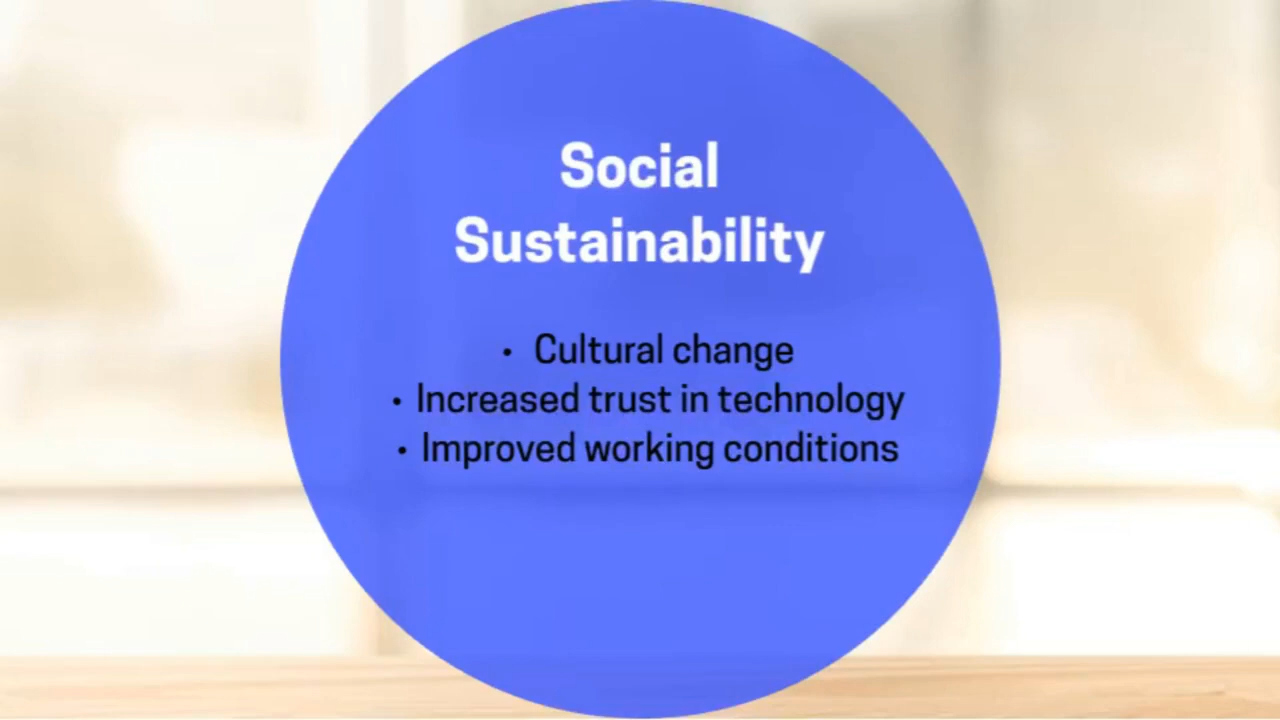 Social
Sustainability
• Cultural change
• Increased trust in technology
• Improved working conditions